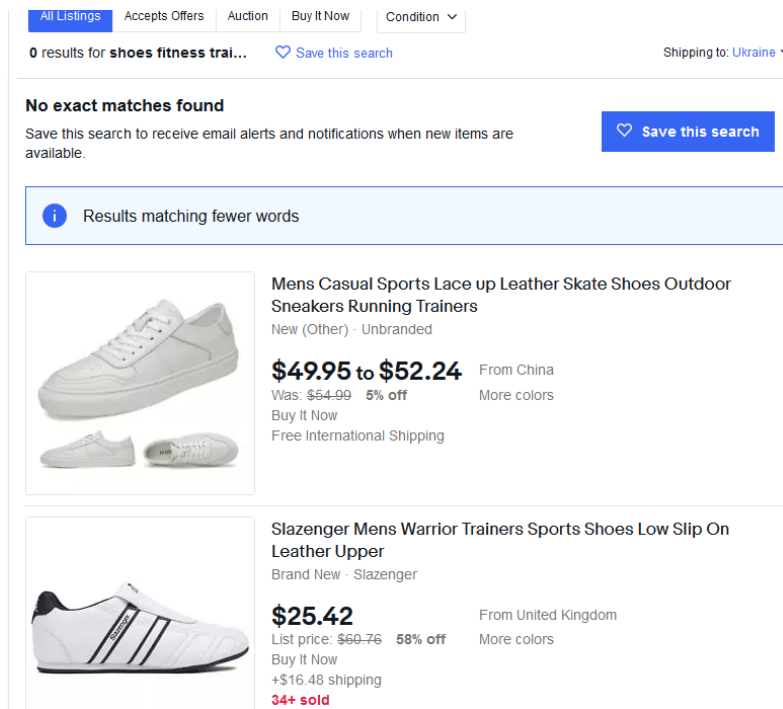 All Listings Accepts Offers Auction Buy It Now Condition
0 results for shoes fitness trai... Save this search Shipping to: Ukraine
No exact matches found
Save this search to receive email alerts and notifications when new items are
available.
Save this search
i Results matching fewer words
Mens Casual Sports Lace up Leather Skate Shoes Outdoor
Sneakers Running Trainers
New (Other) · Unbranded
$49.95 to $52.24 From China
Was: $54.99 5% off More colors
Buy It Now
Free International Shipping
Slazenger Mens Warrior Trainers Sports Shoes Low Slip On
Leather Upper
Brand New · Slazenger
Slazenger
$25.42 From United Kingdom
List price: $60.76 58% off More colors
Buy It Now
+$16.48 shipping
34+ sold